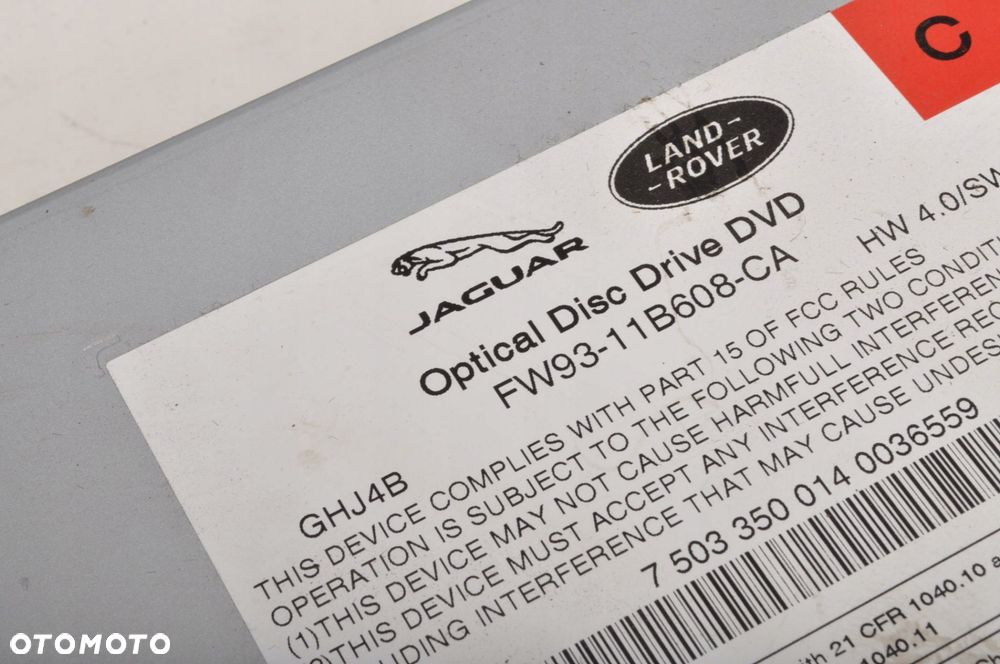 C
LAND-
-ROVER
JAGUAR
Optical Disc Drive DVD
FW93-11B608-CA
HW 4.0/SW
GHJ4B
THIS DEVICE COMPLIES WITH PART 15 OF FCC RULES
OPERATION IS SUBJECT TO THE FOLLOWING TWO CONDITI
(1)THIS DEVICE MAY NOT CAUSE HARMFULL INTERFEREN
2)THIS DEVICE MUST ACCEPT ANY INTERFERENCE REC
UDING INTERFERENCE THAT MAY CAUSE UNDES
7 503 350 014 0036559
ith 21 CFR 1040.10 a
1040.11
OTOMOTO